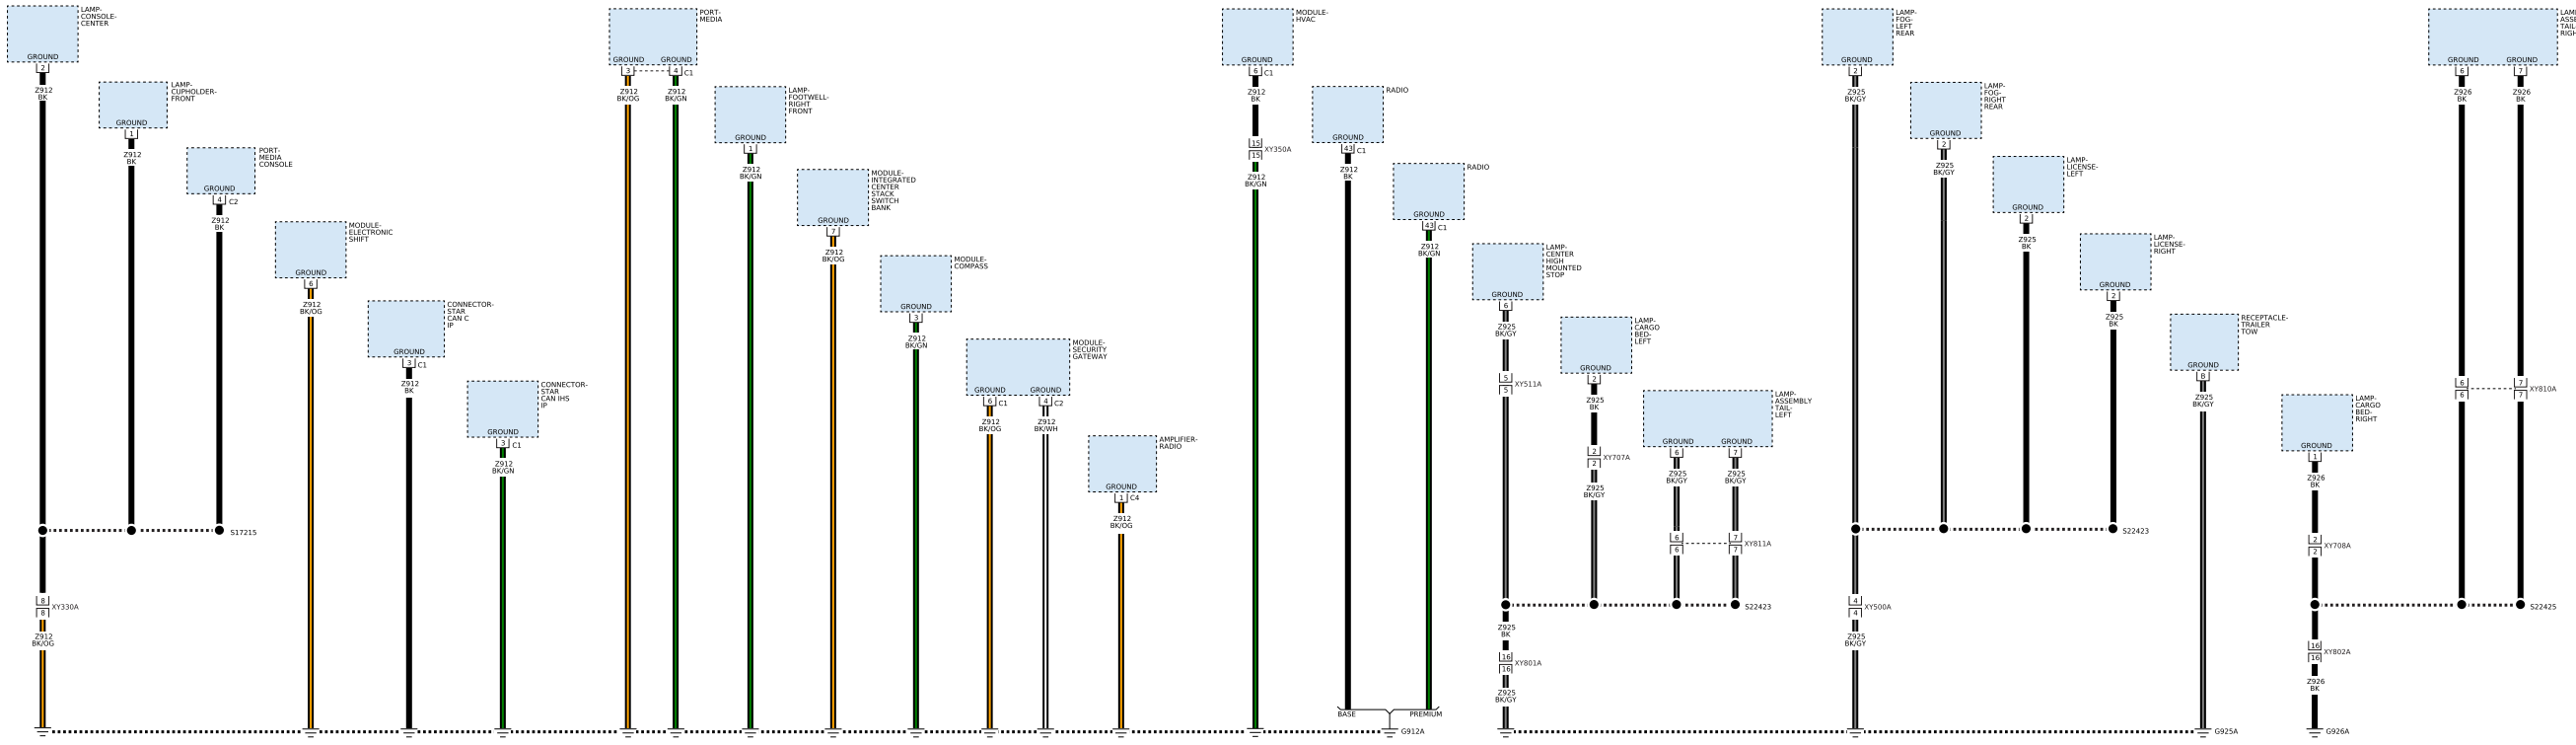 LAMP-
CONSOLE-
CENTER
GROUND
2
Z912
BK
8
8
XY330A
Z912
BK/OG
LAMP-
CUPHOLDER-
FRONT
GROUND
1
Z912
BK
PORT-
MEDIA
CONSOLE
GROUND
4
C2
Z912
BK
S17215
MODULE-
ELECTRONIC
SHIFT
GROUND
6
Z912
BK/OG
CONNECTOR-
STAR
CAN C
IP
GROUND
3
C1
Z912
BK
CONNECTOR-
STAR
CAN IHS
IP
GROUND
3
C1
Z912
BK/GN
PORT-
MEDIA
GROUND GROUND
3 4 C1
Z912 Z912
BK/OG BK/GN
LAMP-
FOOTWELL-
RIGHT
FRONT
GROUND
1
Z912
BK/GN
MODULE-
INTEGRATED
CENTER
STACK
SWITCH
BANK
GROUND
7
Z912
BK/OG
MODULE-
COMPASS
GROUND
3
Z912
BK/GN
MODULE-
SECURITY
GATEWAY
GROUND GROUND
6 C1 4 C2
Z912 Z912
BK/OG BK/WH
AMPLIFIER-
RADIO
GROUND
1 C4
Z912
BK/OG
MODULE-
HVAC
GROUND
6 C1
Z912
BK
15
15
XY350A
Z912
BK/GN
RADIO
GROUND
43 C1
Z912
BK
RADIO
GROUND
43 C1
Z912
BK/GN
BASE PREMIUM
G912A
LAMP-
CENTER
HIGH
MOUNTED
STOP
GROUND
6
Z925
BK/GY
5
5
XY511A
Z925
BK
16
16
XY801A
Z925
BK/GY
LAMP-
CARGO
BED-
LEFT
GROUND
2
Z925
BK
2
2
XY707A
Z925
BK/GY
LAMP-
ASSEMBLY
TAIL-
LEFT
GROUND GROUND
6 7
Z925 Z925
BK/GY BK/GY
6 7
6 7
XY811A
S22423
LAMP-
FOG-
LEFT
REAR
GROUND
2
Z925
BK/GY
4
4
XY500A
Z925
BK/GY
LAMP-
FOG-
RIGHT
REAR
GROUND
2
Z925
BK/GY
LAMP-
LICENSE-
LEFT
GROUND
2
Z925
BK
LAMP-
LICENSE-
RIGHT
GROUND
2
Z925
BK
S22423
RECEPTACLE-
TRAILER
TOW
GROUND
B
Z925
BK/GY
G925A
LAMP-
CARGO
BED-
RIGHT
GROUND
1
Z926
BK
2
2
XY708A
16
16
XY802A
Z926
BK
G926A
LAM
ASSE
TAIL
RIGH
GROUND GROUND
6 7
Z926 Z926
BK BK
6 7
6 7
XY810A
S22425